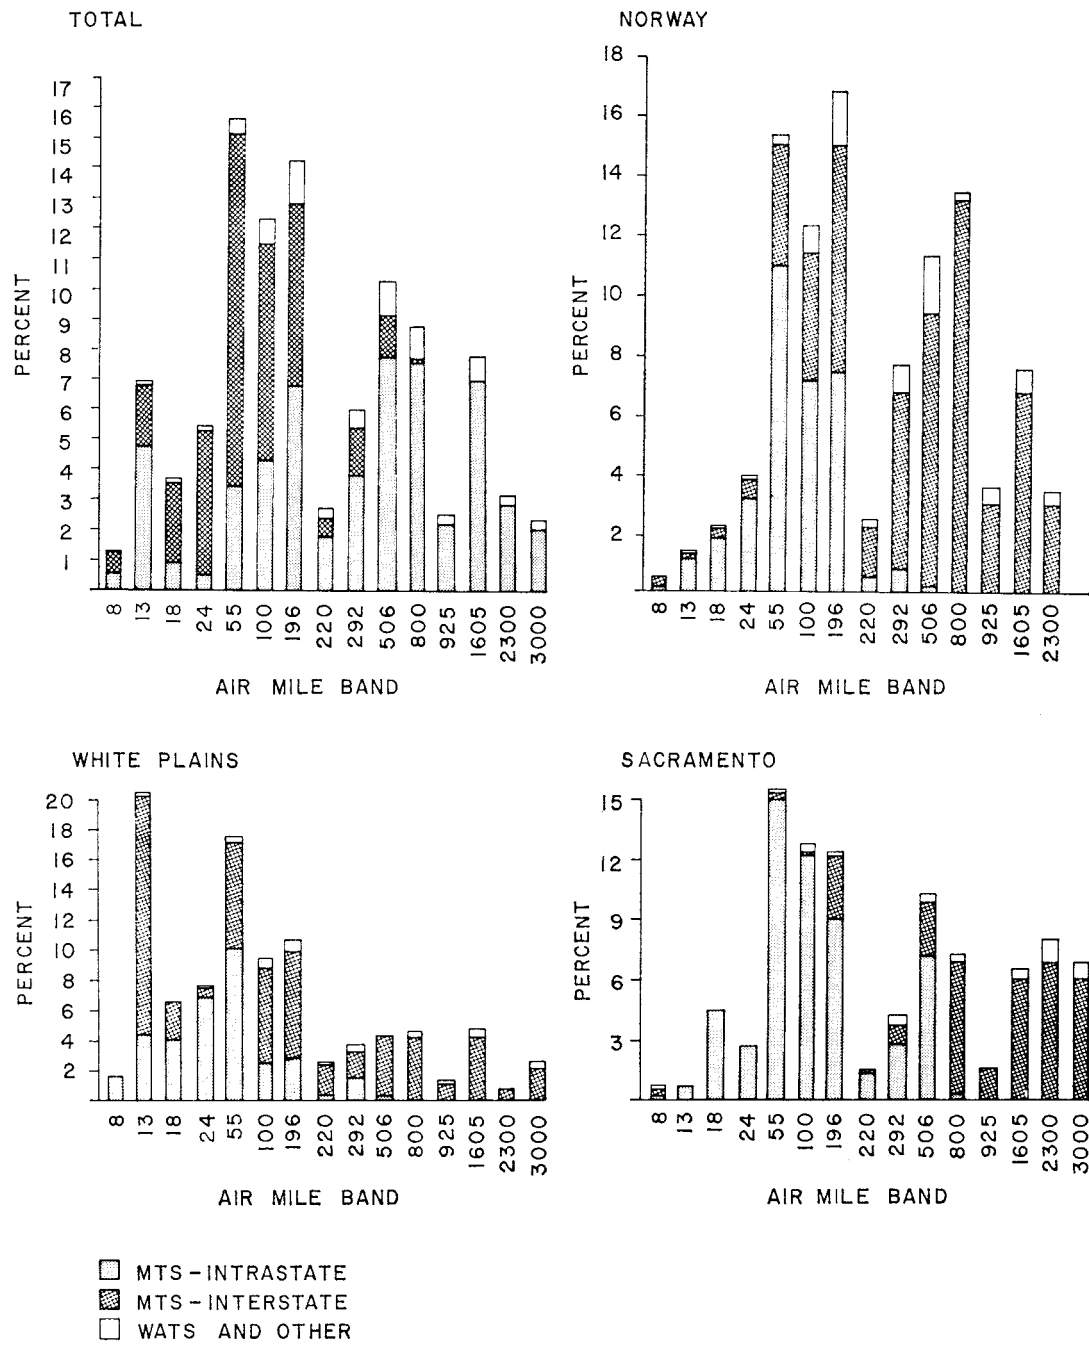 TOTAL
PERCENT
17
16
15
14
13
12
11
10
9
8
7
6
5
4
3
2
1
8 13 18 24 55 100 196 220 292 506 800 925 1605 2300 3000
AIR MILE BAND
NORWAY
PERCENT
18
16
14
12
10
8
6
4
2
8 13 18 24 55 100 196 220 292 506 800 925 1605 2300
AIR MILE BAND
WHITE PLAINS
PERCENT
20
18
16
14
12
10
8
6
4
2
8 13 18 24 55 100 196 220 292 506 800 925 1605 2300 3000
AIR MILE BAND
SACRAMENTO
PERCENT
15
12
9
6
3
8 13 18 24 55 100 196 220 292 506 800 925 1605 2300 3000
AIR MILE BAND
MTS-INTRASTATE
MTS-INTERSTATE
WATS AND OTHER